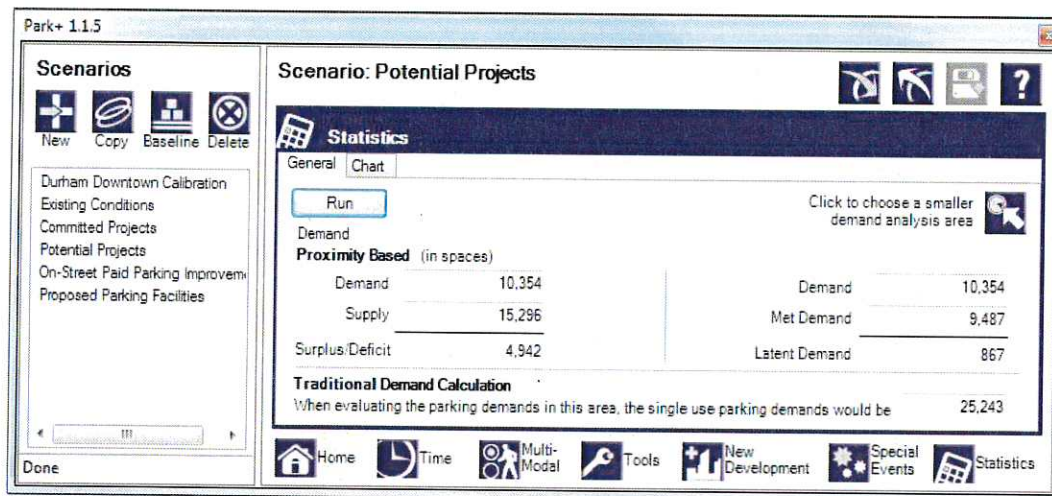 Park+ 1.1.5
Scenarios
New Copy Baseline Delete
Durham Downtown Calibration
Existing Conditions
Committed Projects
Potential Projects
On-Street Paid Parking Improveme
Proposed Parking Facilities
Done
Scenario: Potential Projects
?
Statistics
General Chart
Run
Click to choose a smaller
demand analysis area
Demand
Proximity Based (in spaces)
Demand 10,354
Supply 15,296
Surplus/Deficit 4,942
Demand 10,354
Met Demand 9,487
Latent Demand 867
Traditional Demand Calculation
When evaluating the parking demands in this area, the single use parking demands would be 25,243
Home Time Multi-
Modal Tools New
Development Special
Events Statistics